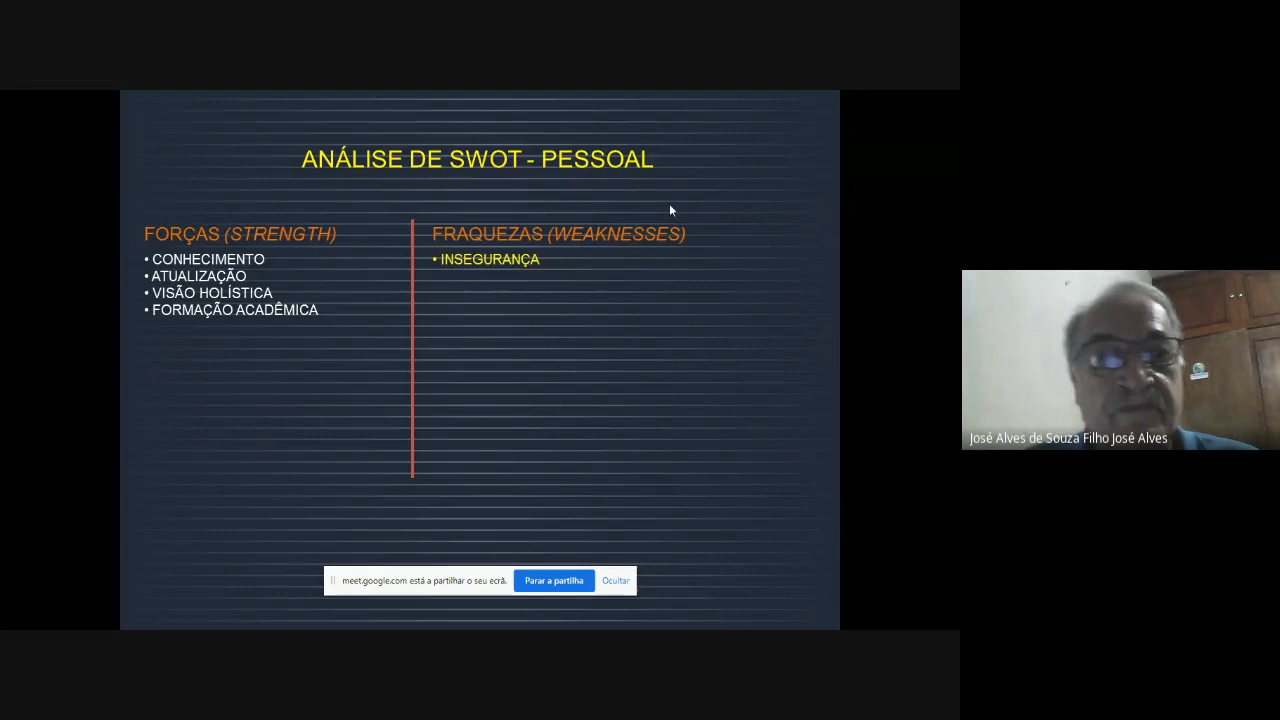 ANÁLISE DE SWOT - PESSOAL
FORÇAS (STRENGTH)
• CONHECIMENTO
• ATUALIZAÇÃO
• VISÃO HOLÍSTICA
• FORMAÇÃO ACADÊMICA
FRAQUEZAS (WEAKNESSES)
• INSEGURANÇA
meet.google.com está a partilhar o seu ecrã.
Parar a partilha
Ocultar
José Alves de Souza Filho José Alves